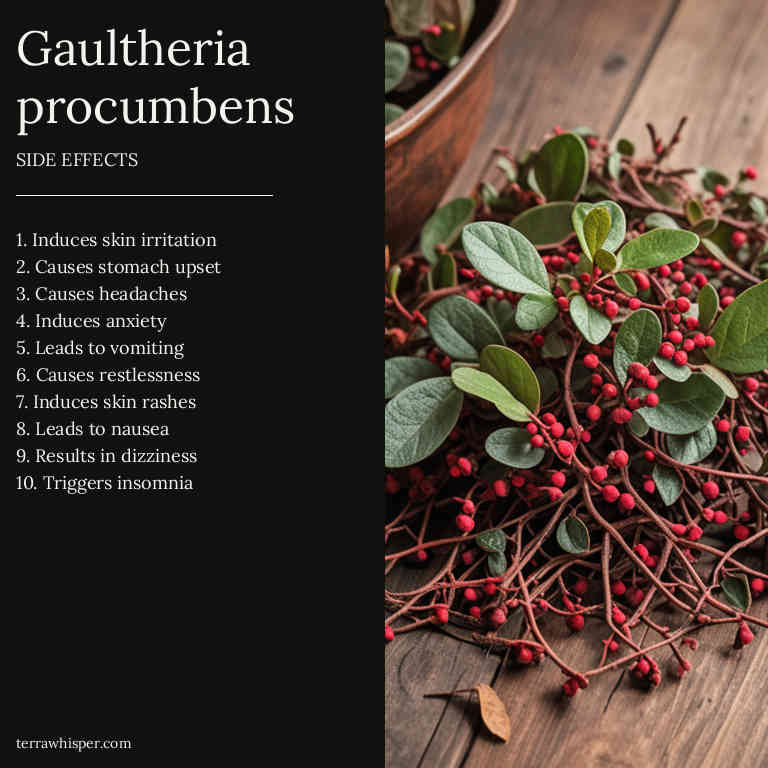 Gaultheria
procumbens
SIDE EFFECTS
1. Induces skin irritation
2. Causes stomach upset
3. Causes headaches
4. Induces anxiety
5. Leads to vomiting
6. Causes restlessness
7. Induces skin rashes
8. Leads to nausea
9. Results in dizziness
10. Triggers insomnia
terrawhisper.com